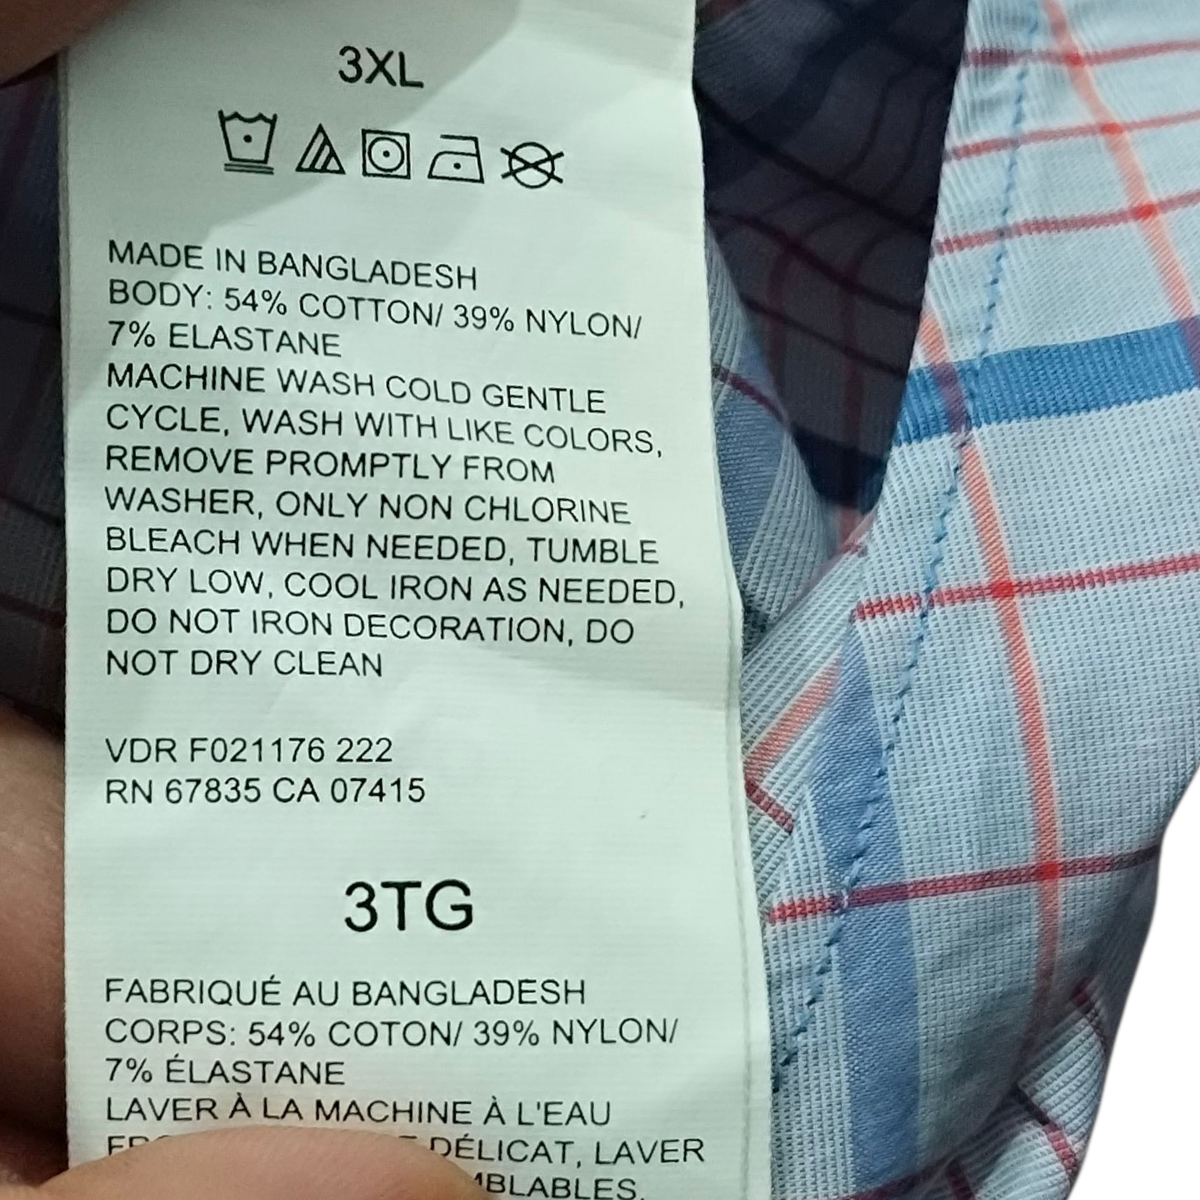 3XL
MADE IN BANGLADESH
BODY: 54% COTTON/ 39% NYLON/
7% ELASTANE
MACHINE WASH COLD GENTLE
CYCLE, WASH WITH LIKE COLORS,
REMOVE PROMPTLY FROM
WASHER, ONLY NON CHLORINE
BLEACH WHEN NEEDED, TUMBLE
DRY LOW, COOL IRON AS NEEDED,
DO NOT IRON DECORATION, DO
NOT DRY CLEAN
VDR F021176 222
RN 67835 CA 07415
3TG
FABRIQUÉ AU BANGLADESH
CORPS: 54% COTON/ 39% NYLON/
7% ÉLASTANE
LAVER À LA MACHINE À L'EAU
DÉLICAT, LAVER